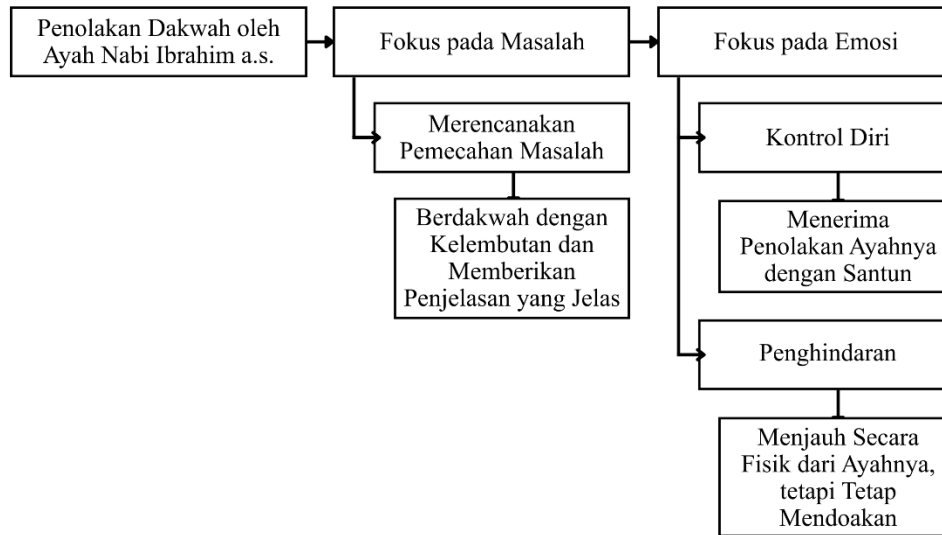 Penolakan Dakwah oleh
Ayah Nabi Ibrahim a.s.
Fokus pada Masalah
Fokus pada Emosi
Merencanakan
Pemecahan Masalah
Kontrol Diri
Berdakwah dengan
Kelembutan dan
Memberikan
Penjelasan yang Jelas
Menerima
Penolakan Ayahnya
dengan Santun
Penghindaran
Menjauh Secara
Fisik dari Ayahnya,
tetapi Tetap
Mendoakan